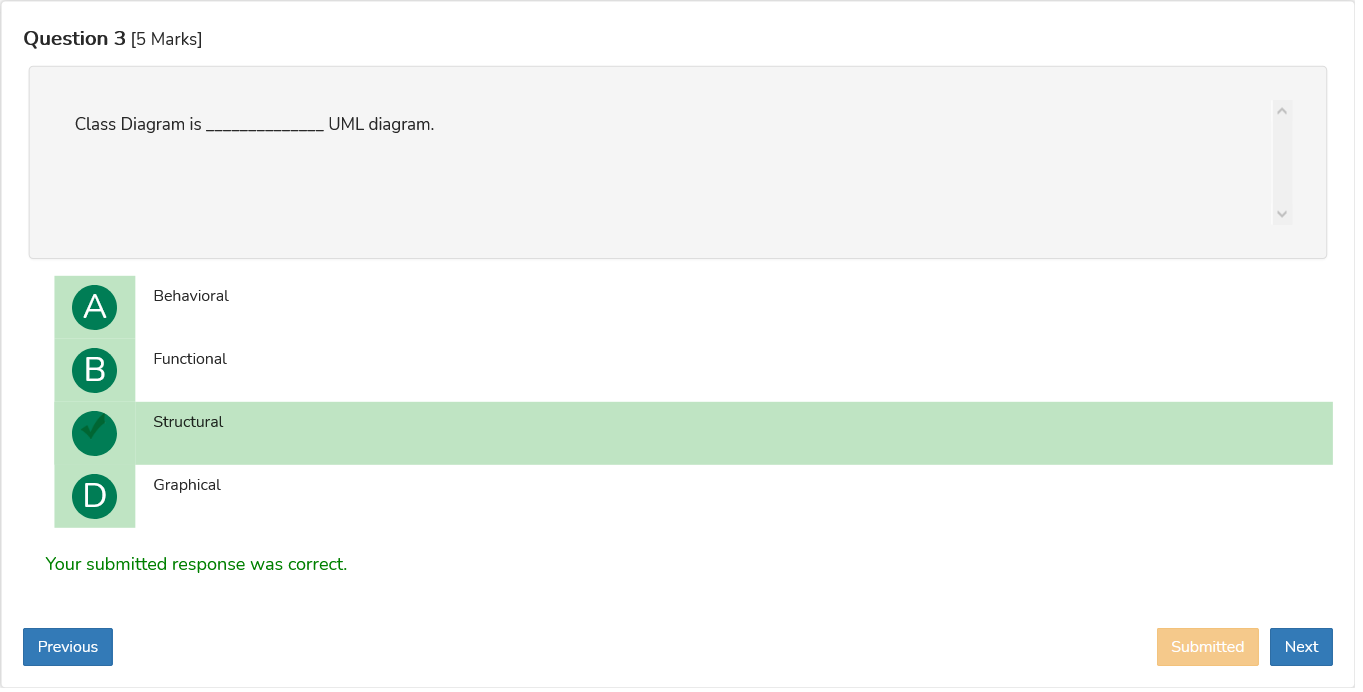 Question 3 [5 Marks]
Class Diagram is ______________ UML diagram.
A Behavioral
B Functional
Structural
D Graphical
Your submitted response was correct.
Previous
Submitted
Next